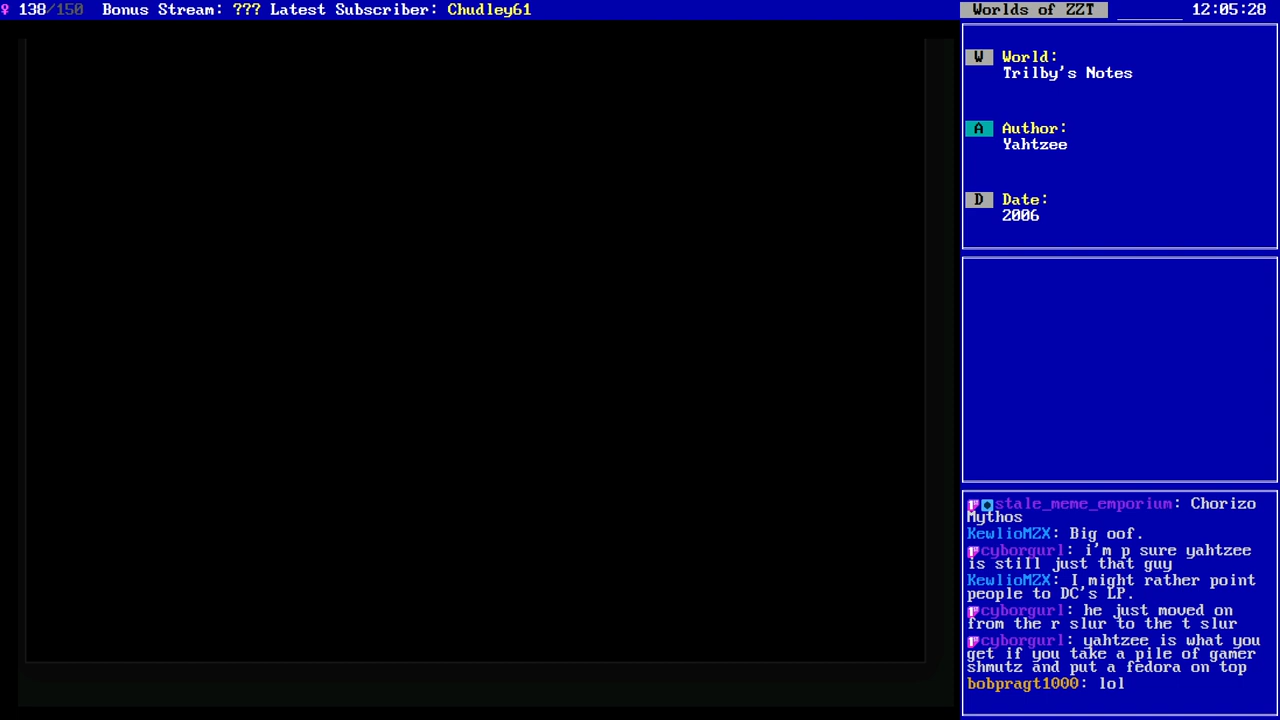 ♀ 138/150 Bonus Stream: ??? Latest Subscriber: Chudley61
Worlds of ZZT 12:05:28
W World:
Trilby's Notes
A Author:
Yahtzee
D Date:
2006
stale_meme_emporium: Chorizo
Mythos
KewlioMZX: Big oof.
cyborgurl: i'm p sure yahtzee
is still just that guy
KewlioMZX: I might rather point
people to DC's LP.
cyborgurl: he just moved on
from the r slur to the t slur
cyborgurl: yahtzee is what you
get if you take a pile of gamer
shmutz and put a fedora on top
bobpragt1000: lol